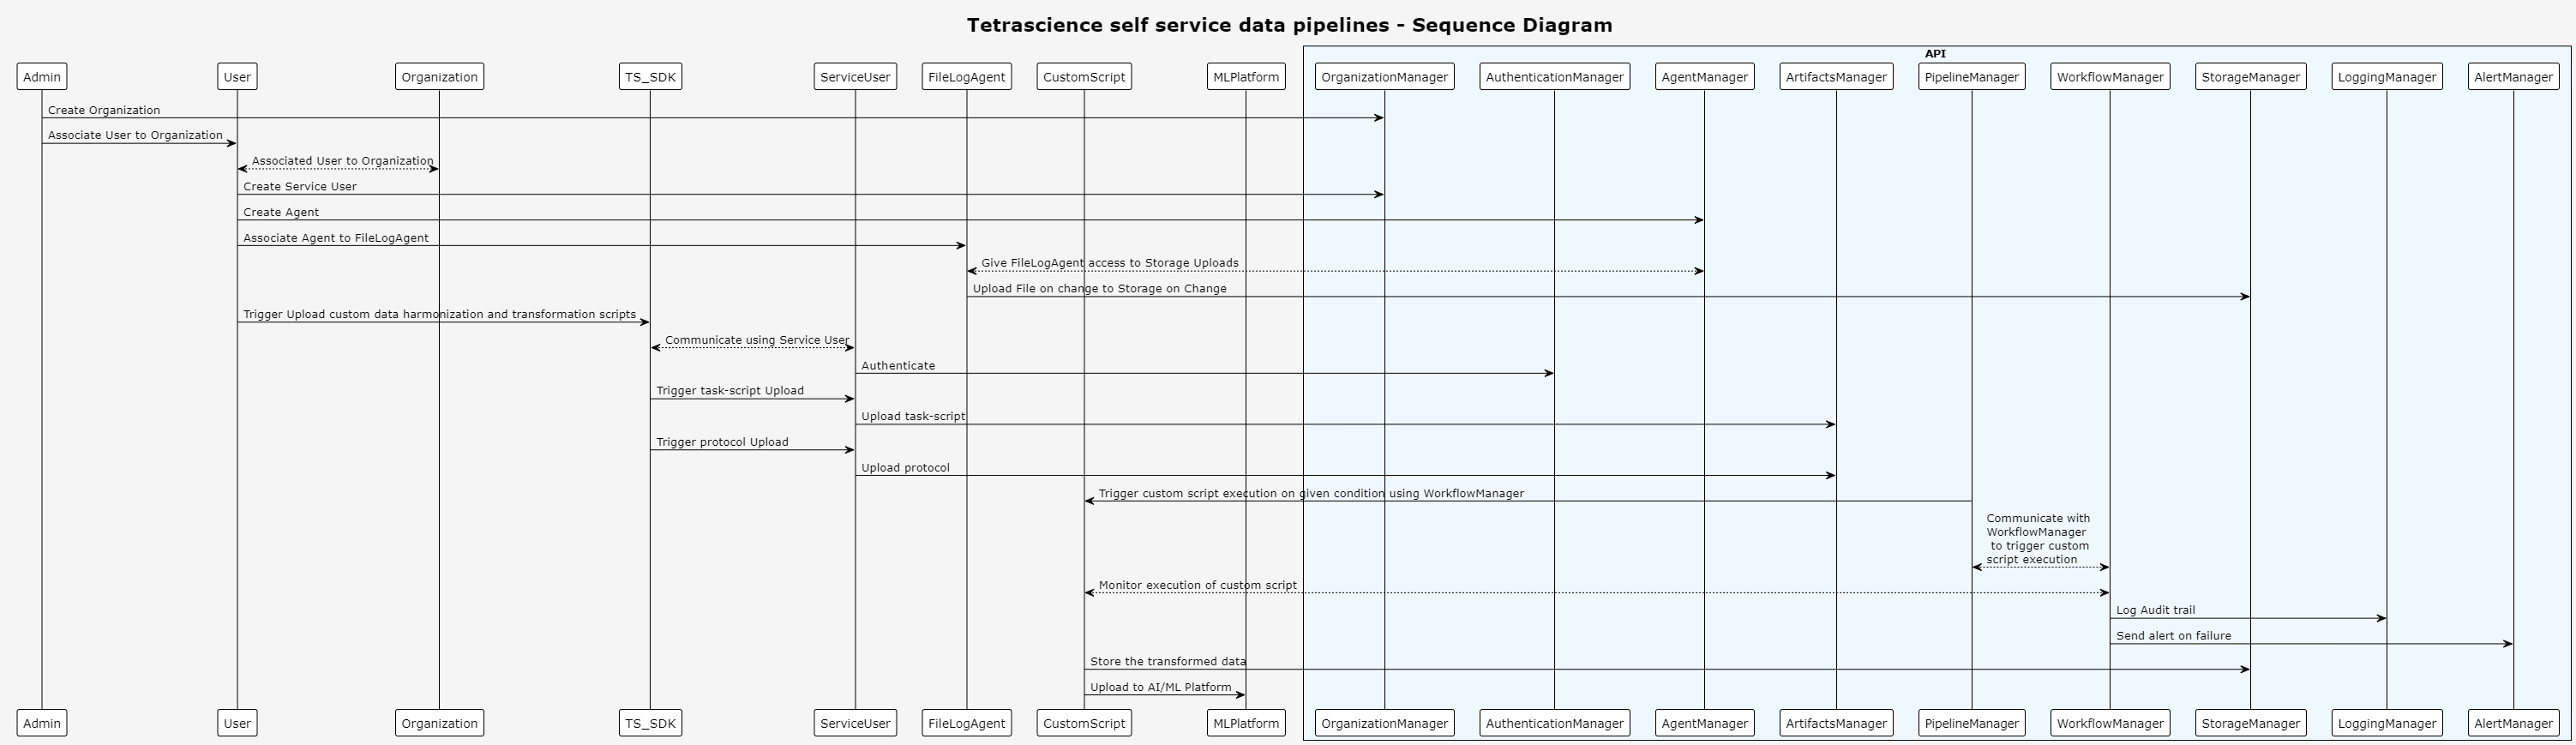 Tetrascience self service data pipelines - Sequence Diagram
API
Admin
User
Organization
TS_SDK
ServiceUser
FileLogAgent
CustomScript
MLPlatform
OrganizationManager
AuthenticationManager
AgentManager
ArtifactsManager
PipelineManager
WorkflowManager
StorageManager
LoggingManager
AlertManager
Create Organization
Associate User to Organization
Associated User to Organization
Create Service User
Create Agent
Associate Agent to FileLogAgent
Give FileLogAgent access to Storage Uploads
Upload File on change to Storage on Change
Trigger Upload custom data harmonization and transformation scripts
Communicate using Service User
Authenticate
Trigger task-script Upload
Upload task-script
Trigger protocol Upload
Upload protocol
Trigger custom script execution on given condition using WorkflowManager
Communicate with
WorkflowManager
to trigger custom
script execution
Monitor execution of custom script
Log Audit trail
Send alert on failure
Store the transformed data
Upload to AI/ML Platform
Admin
User
Organization
TS_SDK
ServiceUser
FileLogAgent
CustomScript
MLPlatform
OrganizationManager
AuthenticationManager
AgentManager
ArtifactsManager
PipelineManager
WorkflowManager
StorageManager
LoggingManager
AlertManager